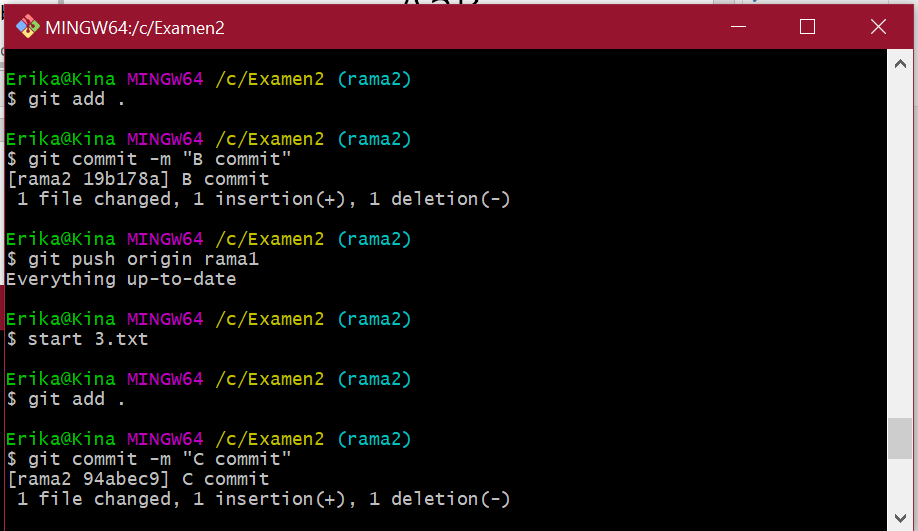 MINGW64:/c/Examen2
Erika@Kina MINGW64 /c/Examen2 (rama2)
$ git add .
Erika@Kina MINGW64 /c/Examen2 (rama2)
$ git commit -m "B commit"
[rama2 19b178a] B commit
 1 file changed, 1 insertion(+), 1 deletion(-)
Erika@Kina MINGW64 /c/Examen2 (rama2)
$ git push origin rama1
Everything up-to-date
Erika@Kina MINGW64 /c/Examen2 (rama2)
$ start 3.txt
Erika@Kina MINGW64 /c/Examen2 (rama2)
$ git add .
Erika@Kina MINGW64 /c/Examen2 (rama2)
$ git commit -m "C commit"
[rama2 94abec9] C commit
 1 file changed, 1 insertion(+), 1 deletion(-)